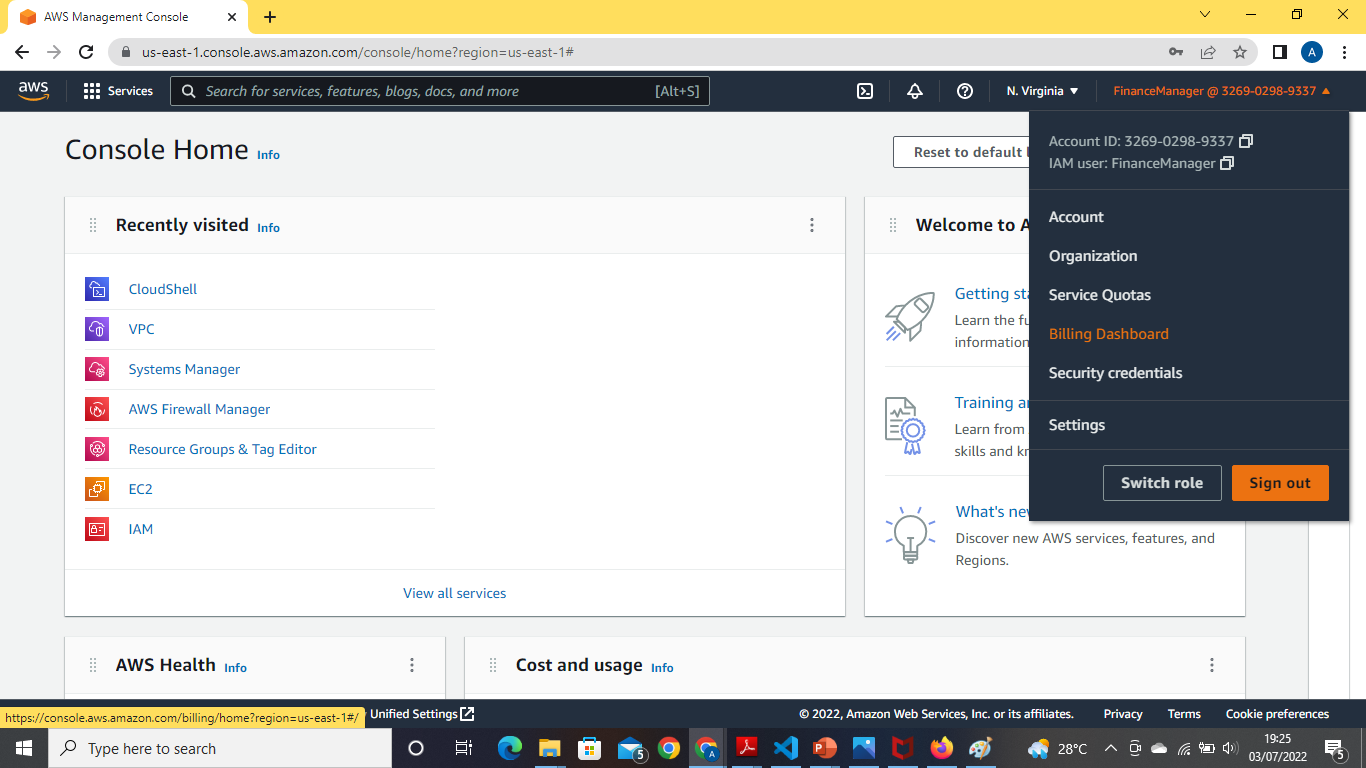 AWS Management Console
us-east-1.console.aws.amazon.com/console/home?region=us-east-1#
A
aws
Services
Search for services, features, blogs, docs, and more
[Alt+S]
N. Virginia
FinanceManager @ 3269-0298-9337
Account ID: 3269-0298-9337
IAM user: FinanceManager
Account
Organization
Service Quotas
Billing Dashboard
Security credentials
Settings
Switch role
Sign out
Console Home Info
Reset to default
Recently visited Info
CloudShell
VPC
Systems Manager
AWS Firewall Manager
Resource Groups & Tag Editor
EC2
IAM
View all services
Welcome to
Getting
Learn the
information
Training
Learn from
skills and
What's
Discover new AWS services, features, and
Regions.
AWS Health Info
Cost and usage Info
https://console.aws.amazon.com/billing/home?region=us-east-1#/
Unified Settings
© 2022, Amazon Web Services, Inc. or its affiliates.
Privacy
Terms
Cookie preferences
Type here to search
5
A
28°C
19:25
03/07/2022
5